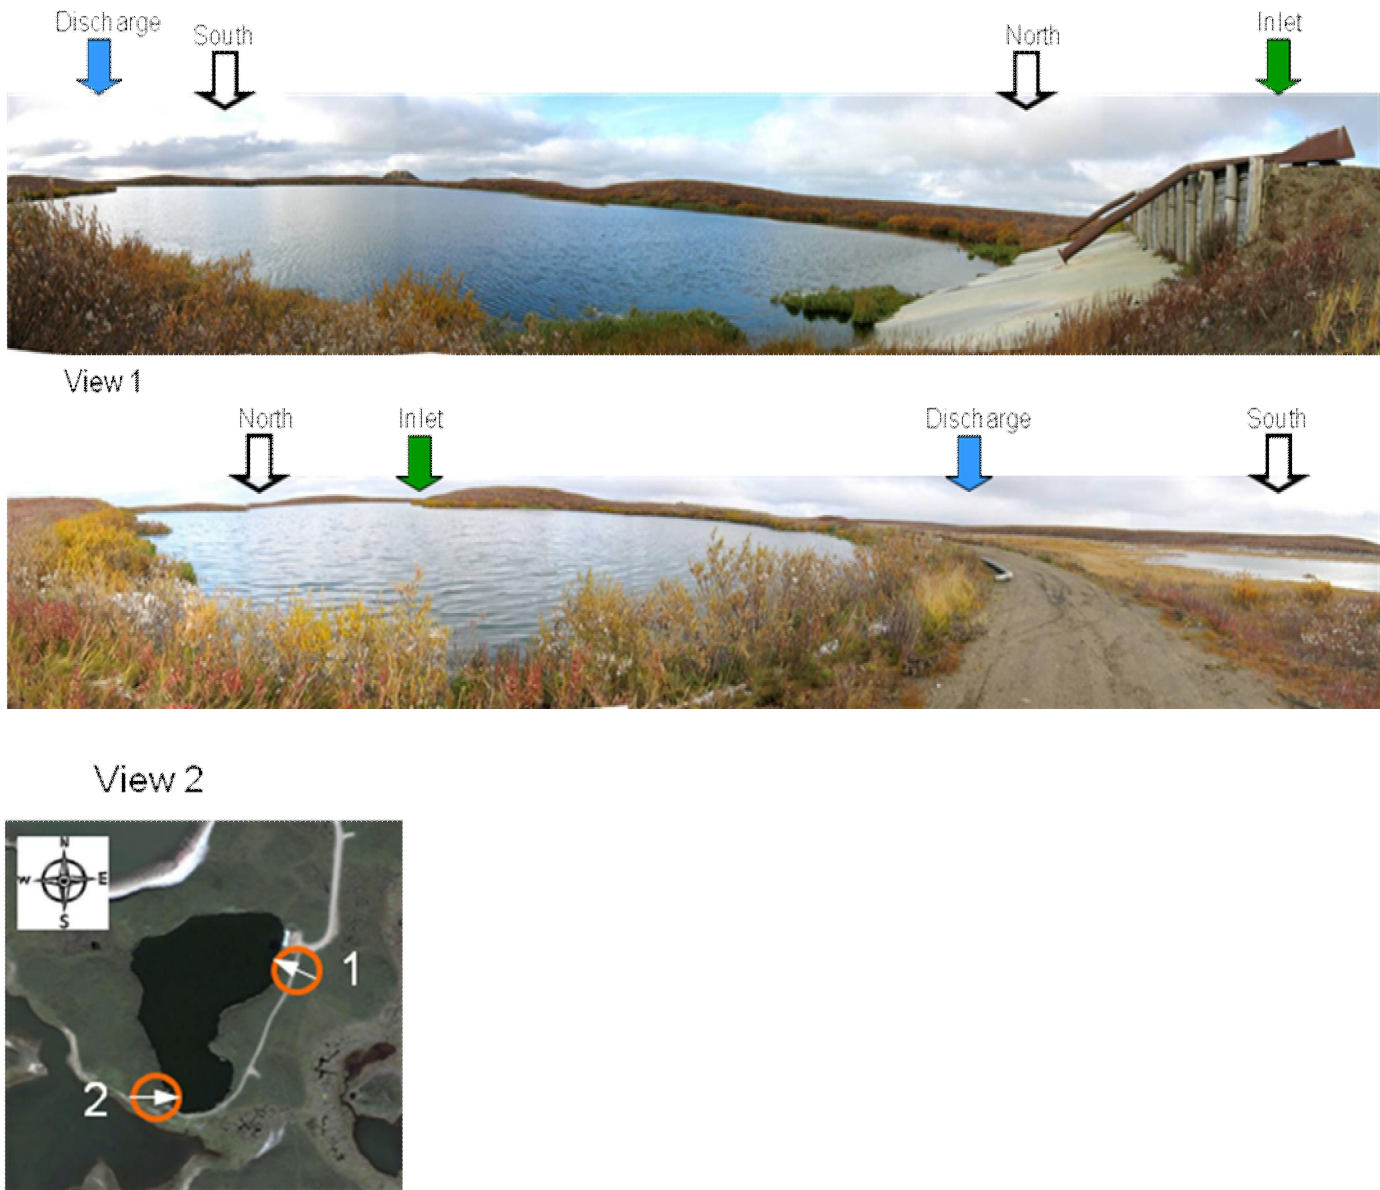 Discharge South North Inlet
View 1
North Inlet Discharge South
View 2
N
W E
S
1
2